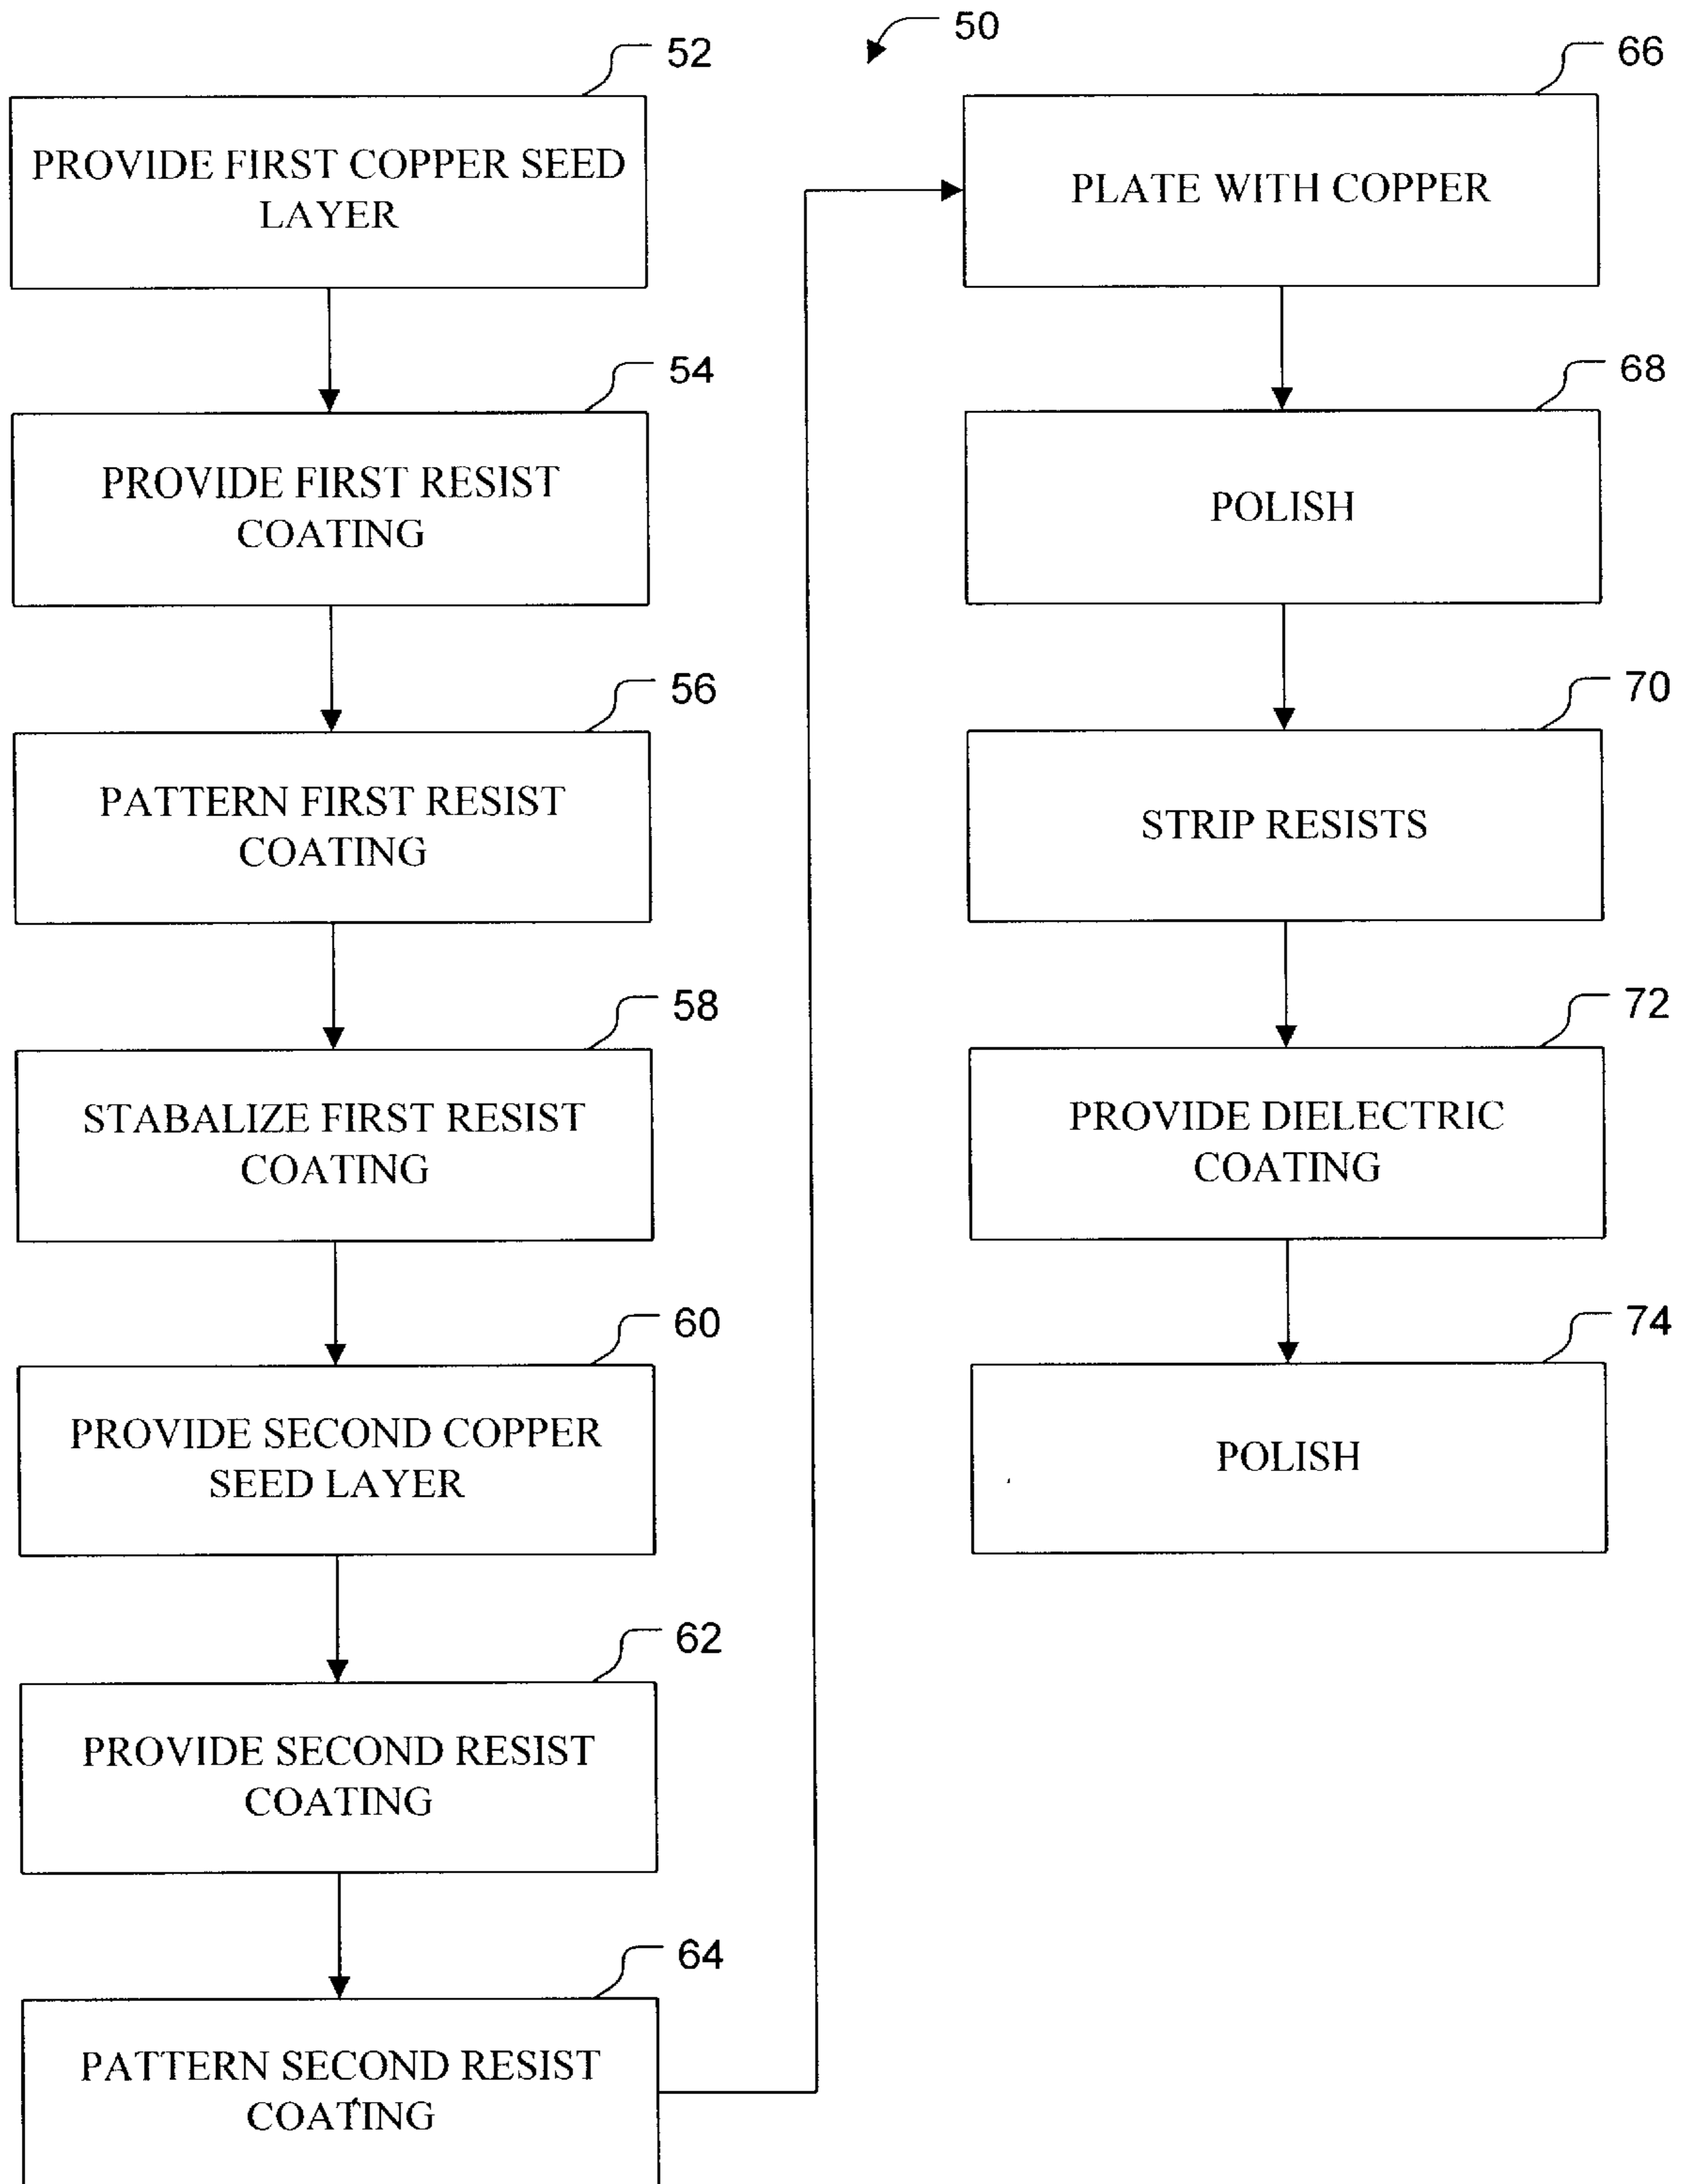 50
52
PROVIDE FIRST COPPER SEED
LAYER
54
PROVIDE FIRST RESIST
COATING
56
PATTERN FIRST RESIST
COATING
58
STABALIZE FIRST RESIST
COATING
60
PROVIDE SECOND COPPER
SEED LAYER
62
PROVIDE SECOND RESIST
COATING
64
PATTERN SECOND RESIST
COATING
66
PLATE WITH COPPER
68
POLISH
70
STRIP RESISTS
72
PROVIDE DIELECTRIC
COATING
74
POLISH